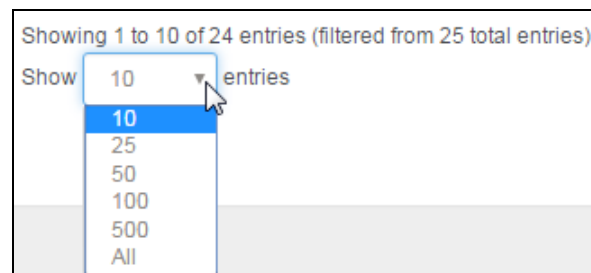 Showing 1 to 10 of 24 entries (filtered from 25 total entries)
Show 10 entries
10
25
50
100
500
All